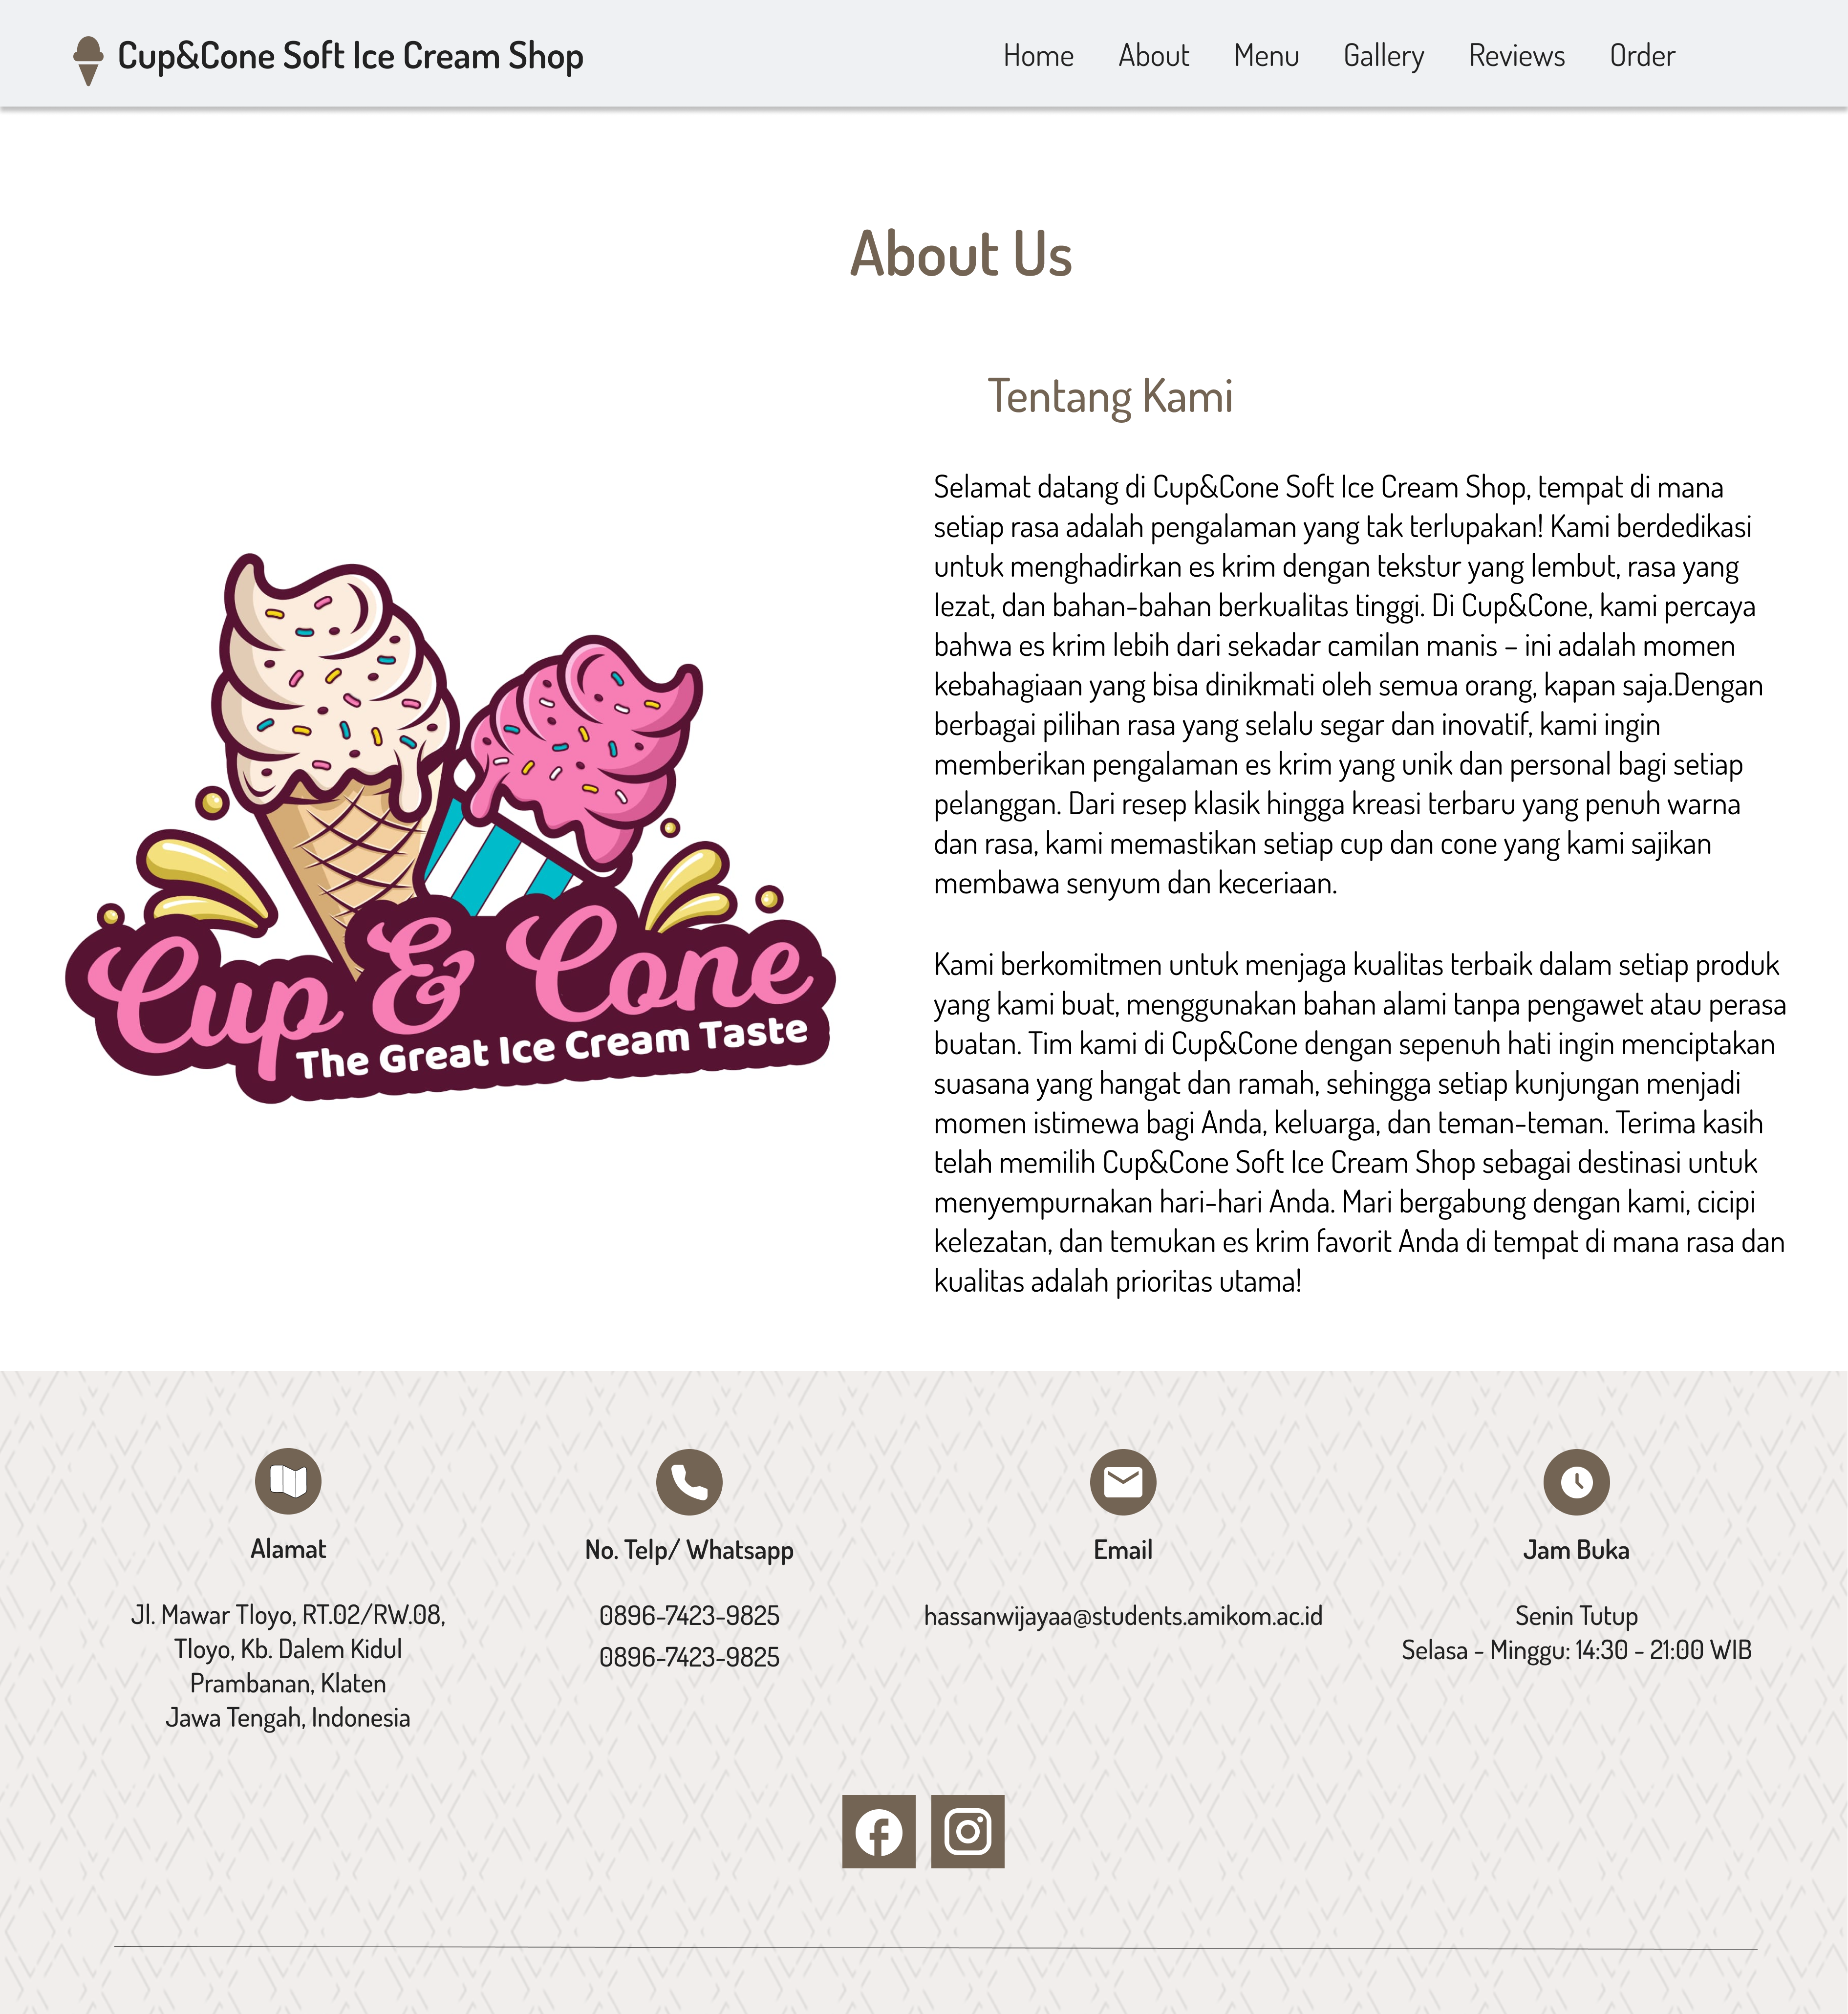 Cup&Cone Soft Ice Cream Shop
Home About Menu Gallery Reviews Order
About Us
Cup & Cone
The Great Ice Cream Taste
Tentang Kami
Selamat datang di Cup&Cone Soft Ice Cream Shop, tempat di mana
setiap rasa adalah pengalaman yang tak terlupakan! Kami berdedikasi
untuk menghadirkan es krim dengan tekstur yang lembut, rasa yang
lezat, dan bahan-bahan berkualitas tinggi. Di Cup&Cone, kami percaya
bahwa es krim lebih dari sekadar camilan manis – ini adalah momen
kebahagiaan yang bisa dinikmati oleh semua orang, kapan saja.Dengan
berbagai pilihan rasa yang selalu segar dan inovatif, kami ingin
memberikan pengalaman es krim yang unik dan personal bagi setiap
pelanggan. Dari resep klasik hingga kreasi terbaru yang penuh warna
dan rasa, kami memastikan setiap cup dan cone yang kami sajikan
membawa senyum dan keceriaan.
Kami berkomitmen untuk menjaga kualitas terbaik dalam setiap produk
yang kami buat, menggunakan bahan alami tanpa pengawet atau perasa
buatan. Tim kami di Cup&Cone dengan sepenuh hati ingin menciptakan
suasana yang hangat dan ramah, sehingga setiap kunjungan menjadi
momen istimewa bagi Anda, keluarga, dan teman-teman. Terima kasih
telah memilih Cup&Cone Soft Ice Cream Shop sebagai destinasi untuk
menyempurnakan hari-hari Anda. Mari bergabung dengan kami, cicipi
kelezatan, dan temukan es krim favorit Anda di tempat di mana rasa dan
kualitas adalah prioritas utama!
Alamat
Jl. Mawar Tloyo, RT.02/RW.08,
Tloyo, Kb. Dalem Kidul
Prambanan, Klaten
Jawa Tengah, Indonesia
No. Telp/ Whatsapp
0896-7423-9825
0896-7423-9825
Email
hassanwijayaa@students.amikom.ac.id
Jam Buka
Senin Tutup
Selasa - Minggu: 14:30 - 21:00 WIB